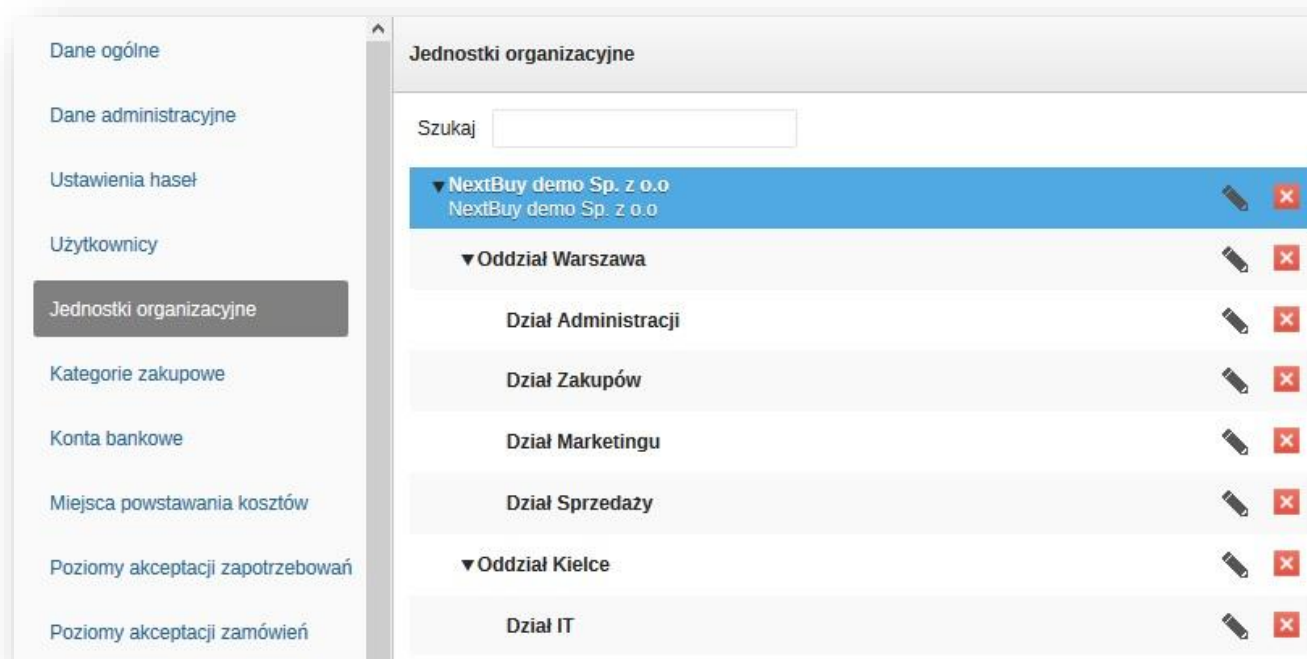 Dane ogólne
Dane administracyjne
Ustawienia haseł
Użytkownicy
Jednostki organizacyjne
Kategorie zakupowe
Konta bankowe
Miejsca powstawania kosztów
Poziomy akceptacji zapotrzebowań
Poziomy akceptacji zamówień
Jednostki organizacyjne
Szukaj
NextBuy demo Sp. z o.o
NextBuy demo Sp. z o.o
Oddział Warszawa
Dział Administracji
Dział Zakupów
Dział Marketingu
Dział Sprzedaży
Oddział Kielce
Dział IT